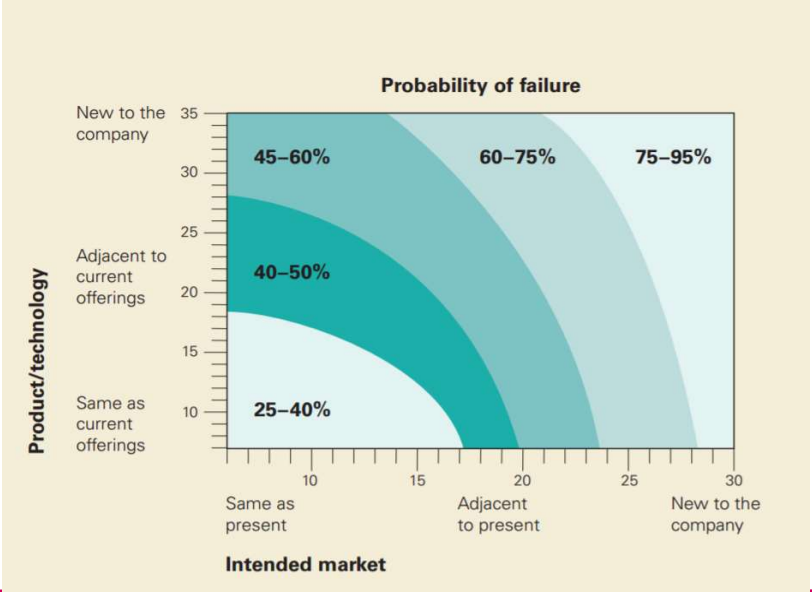 Probability of failure
New to the
company
35
30
25
20
15
10
Adjacent to
current
offerings
Same as
current
offerings
Product/technology
45–60%
60–75%
75–95%
40–50%
25–40%
10
15
20
25
30
Same as
present
Adjacent
to present
New to the
company
Intended market